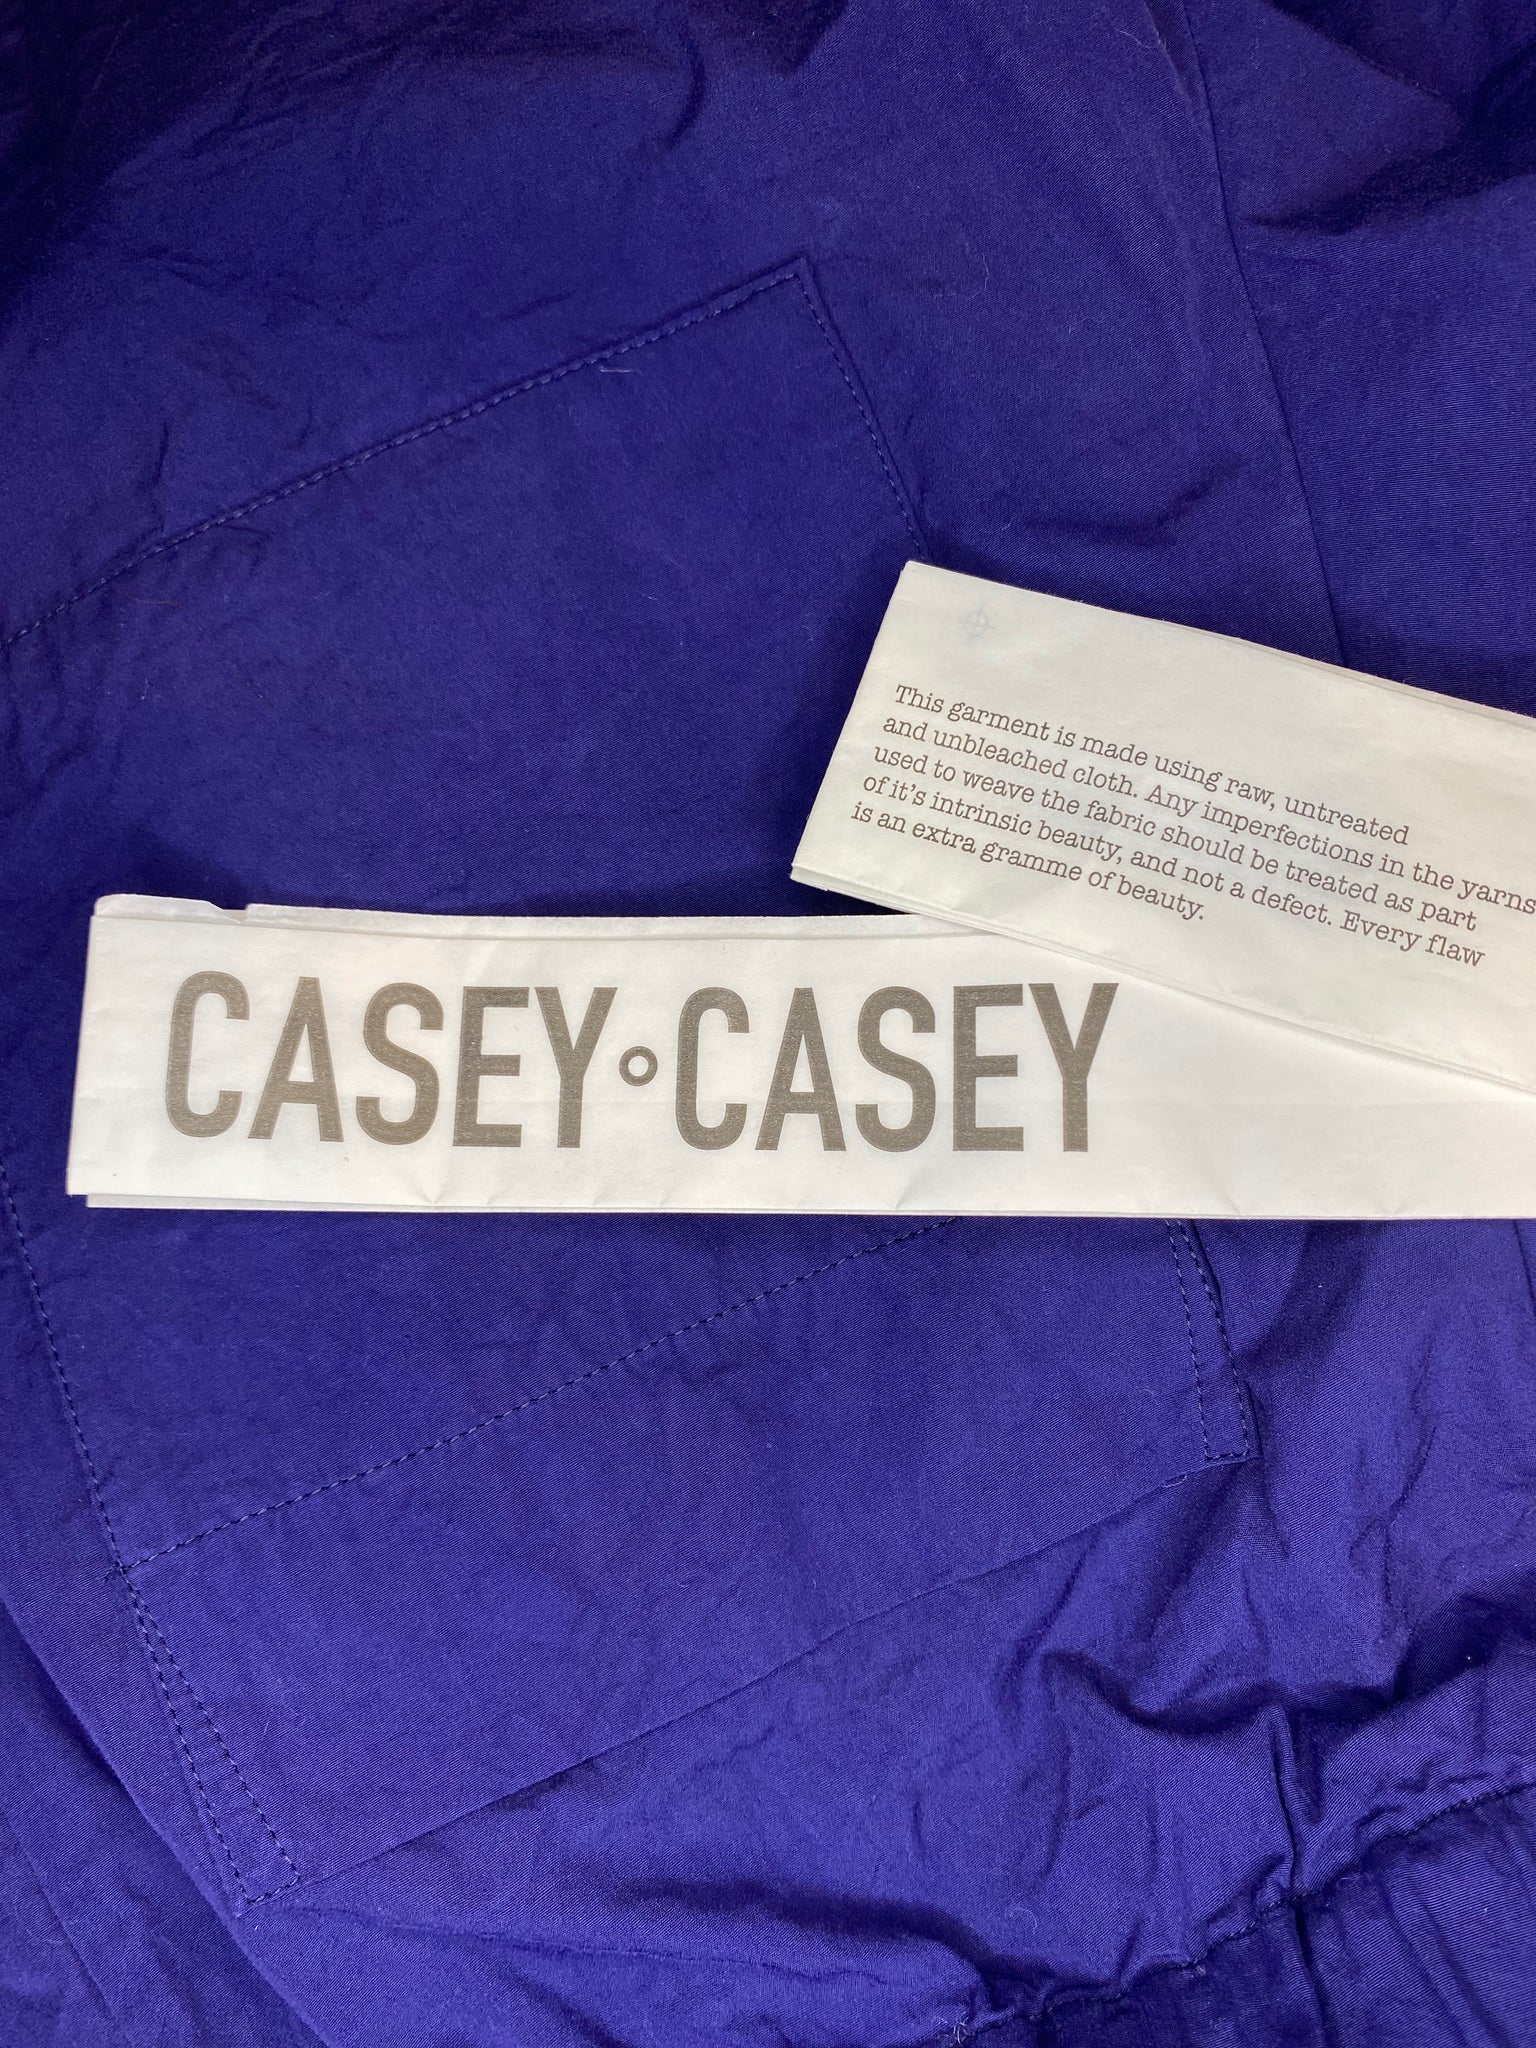 This garment is made using raw, untreated
and unbleached cloth. Any imperfections in the yarns
used to weave the fabric should be treated as part
of it's intrinsic beauty, and not a defect. Every flaw
is an extra gramme of beauty.
CASEY°CASEY